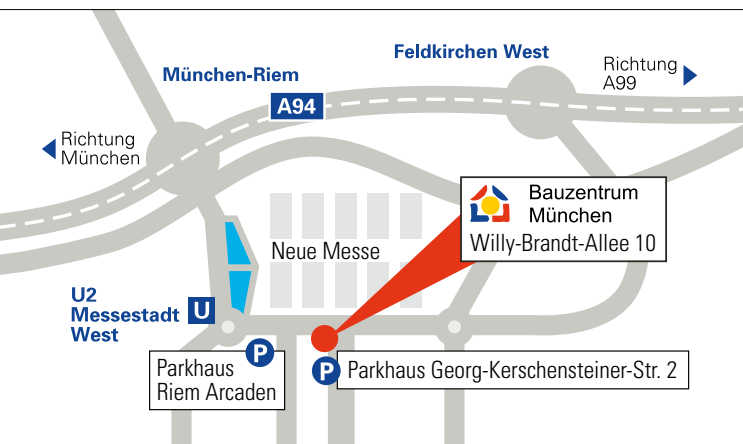 Feldkirchen West
München-Riem
Richtung
A99
A94
Richtung
München
Bauzentrum
München
Willy-Brandt-Allee 10
Neue Messe
U2
Messestadt
West
U
P
Parkhaus
Riem Arcaden
P
Parkhaus Georg-Kerschensteiner-Str. 2